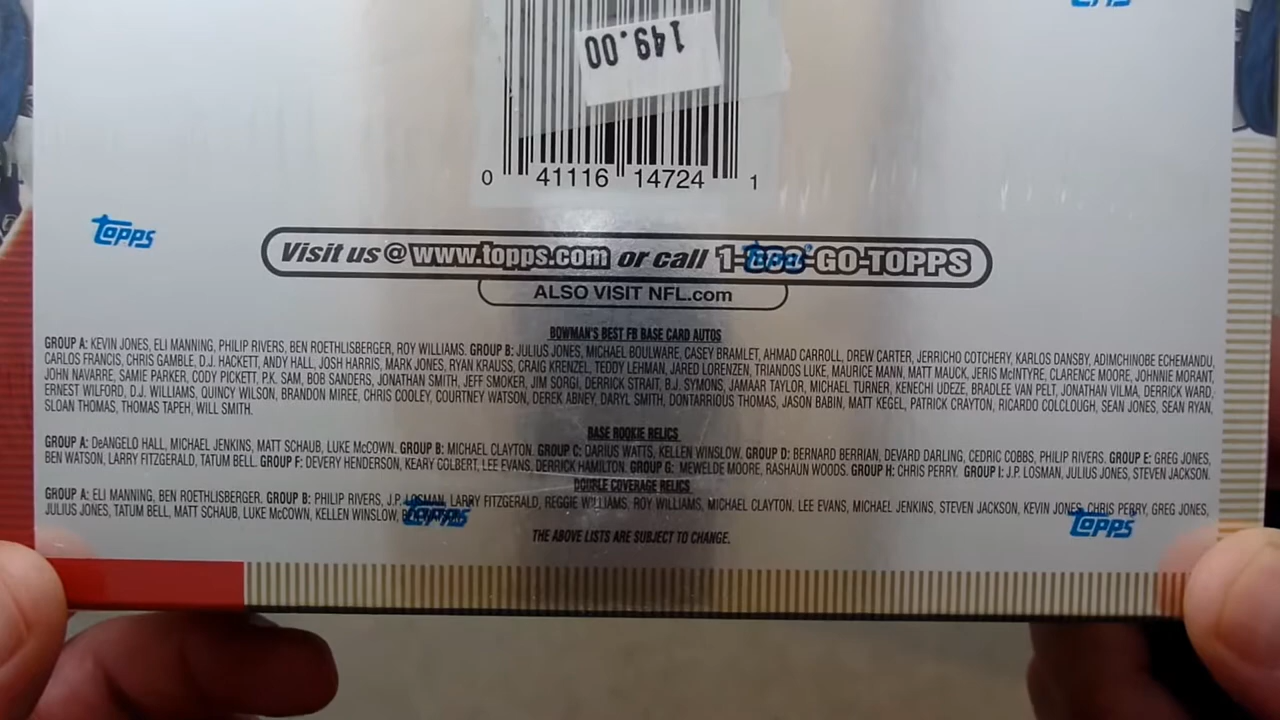 149.00
0 41116 14724 1
Topps
Visit us @ www.topps.com or call 1-888-GO-TOPPS
ALSO VISIT NFL.com
BOWMAN'S BEST FB BASE CARD AUTOS
GROUP A: KEVIN JONES, ELI MANNING, PHILIP RIVERS, BEN ROETHLISBERGER, ROY WILLIAMS. GROUP B: JULIUS JONES, MICHAEL BOULWARE, CASEY BRAMLET, AHMAD CARROLL, DREW CARTER, JERRICHO COTCHERY, KARLOS DANSBY, ADIMCHINOBE ECHEMANDU,
CARLOS FRANCIS, CHRIS GAMBLE, D.J. HACKETT, ANDY HALL, JOSH HARRIS, MARK JONES, RYAN KRAUSS, CRAIG KRENZEL, TEDDY LEHMAN, JARED LORENZEN, TRIANDOS LUKE, MAURICE MANN, MATT MAUCK, JERIS McINTYRE, CLARENCE MOORE, JOHNNIE MORANT,
JOHN NAVARRE, SAMIE PARKER, CODY PICKETT, P.K. SAM, BOB SANDERS, JONATHAN SMITH, JEFF SMOKER, JIM SORGI, DERRICK STRAIT, B.J. SYMONS, JAMAAR TAYLOR, MICHAEL TURNER, KENECHI UDEZE, BRADLEE VAN PELT, JONATHAN VILMA, DERRICK WARD,
ERNEST WILFORD, D.J. WILLIAMS, QUINCY WILSON, BRANDON MIREE, CHRIS COOLEY, COURTNEY WATSON, DEREK ABNEY, DARYL SMITH, DONTARRIOUS THOMAS, JASON BABIN, MATT KEGEL, PATRICK CRAYTON, RICARDO COLCLOUGH, SEAN JONES, SEAN RYAN,
SLOAN THOMAS, THOMAS TAPEH, WILL SMITH.
BASE ROOKIE RELICS
GROUP A: DeANGELO HALL, MICHAEL JENKINS, MATT SCHAUB, LUKE McCOWN. GROUP B: MICHAEL CLAYTON. GROUP C: DARIUS WATTS, KELLEN WINSLOW. GROUP D: BERNARD BERRIAN, DEVARD DARLING, CEDRIC COBBS, PHILIP RIVERS. GROUP E: GREG JONES,
BEN WATSON, LARRY FITZGERALD, TATUM BELL. GROUP F: DEVERY HENDERSON, KEARY COLBERT, LEE EVANS, DERRICK HAMILTON. GROUP G: MEWELDE MOORE, RASHAUN WOODS. GROUP H: CHRIS PERRY. GROUP I: J.P. LOSMAN, JULIUS JONES, STEVEN JACKSON.
DOUBLE COVERAGE RELICS
GROUP A: ELI MANNING, BEN ROETHLISBERGER. GROUP B: PHILIP RIVERS, J.P. LOSMAN, LARRY FITZGERALD, REGGIE WILLIAMS, ROY WILLIAMS, MICHAEL CLAYTON, LEE EVANS, MICHAEL JENKINS, STEVEN JACKSON, KEVIN JONES, CHRIS PERRY, GREG JONES,
JULIUS JONES, TATUM BELL, MATT SCHAUB, LUKE McCOWN, KELLEN WINSLOW,
Topps
Topps
THE ABOVE LISTS ARE SUBJECT TO CHANGE.